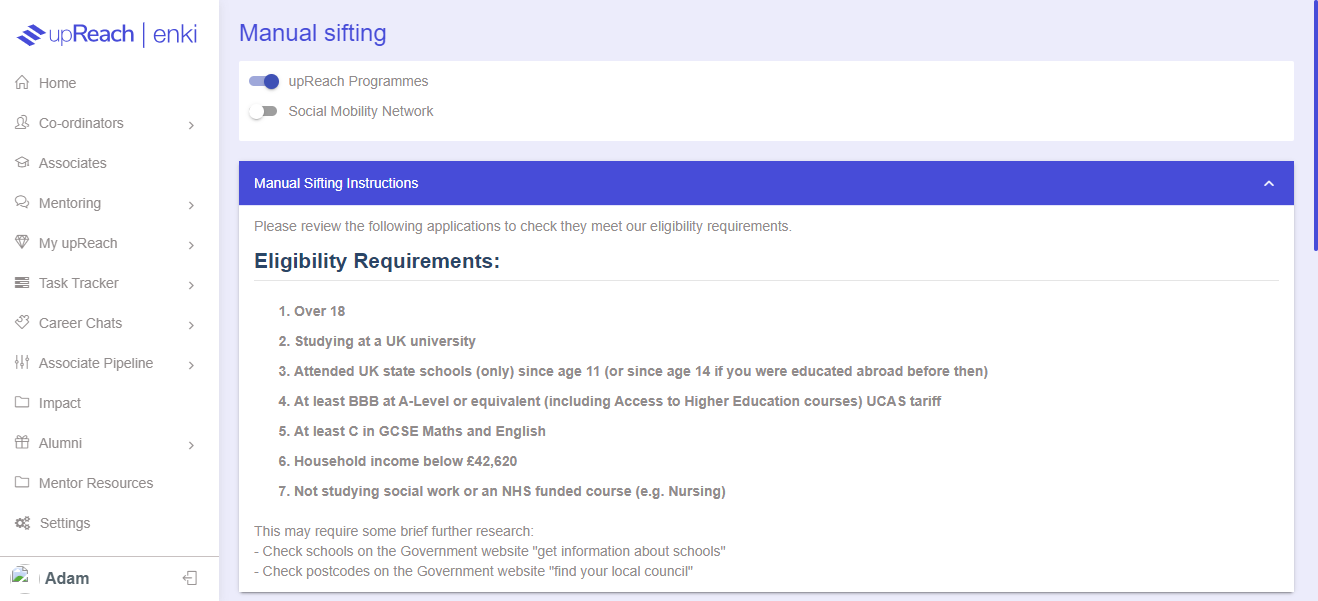 upReach | enki
Home
Co-ordinators
Associates
Mentoring
My upReach
Task Tracker
Career Chats
Associate Pipeline
Impact
Alumni
Mentor Resources
Settings
Adam
Manual sifting
upReach Programmes
Social Mobility Network
Manual Sifting Instructions
Please review the following applications to check they meet our eligibility requirements.
Eligibility Requirements:
1. Over 18
2. Studying at a UK university
3. Attended UK state schools (only) since age 11 (or since age 14 if you were educated abroad before then)
4. At least BBB at A-Level or equivalent (including Access to Higher Education courses) UCAS tariff
5. At least C in GCSE Maths and English
6. Household income below £42,620
7. Not studying social work or an NHS funded course (e.g. Nursing)
This may require some brief further research:
- Check schools on the Government website "get information about schools"
- Check postcodes on the Government website "find your local council"